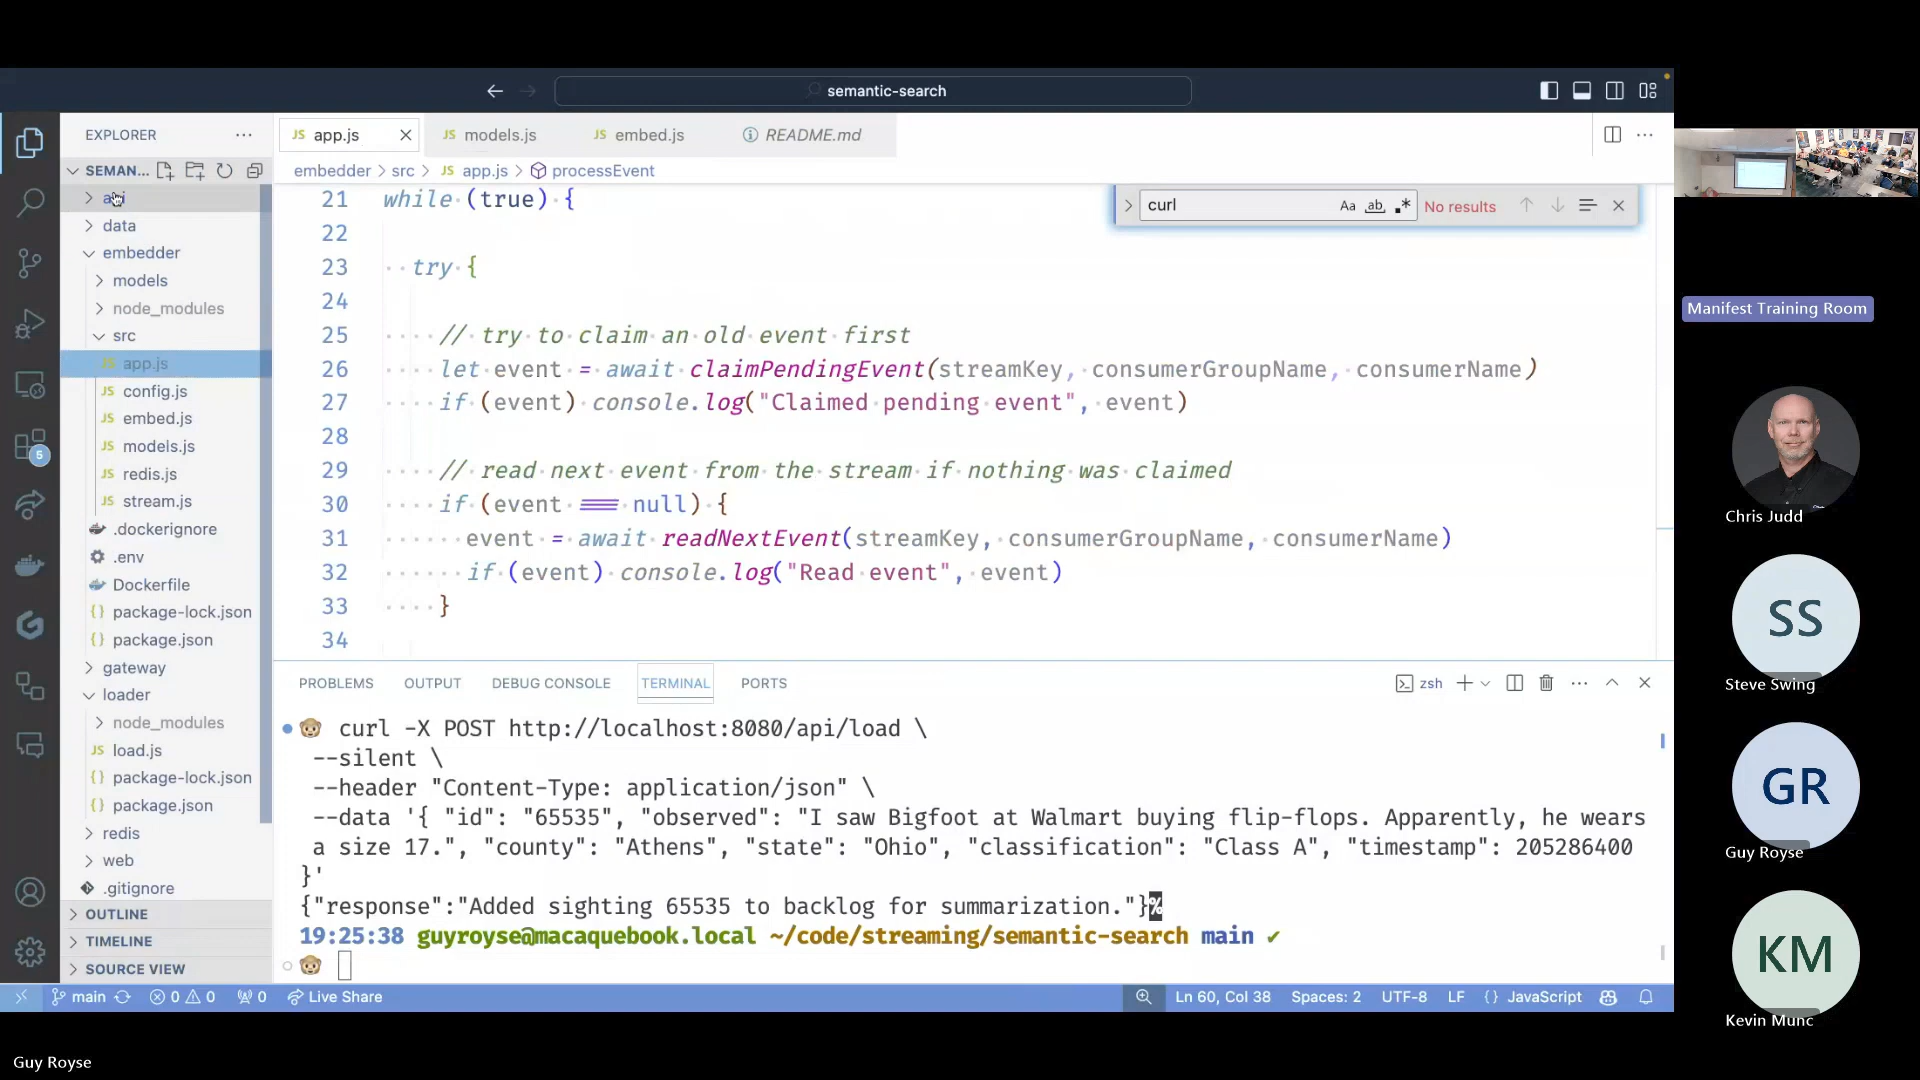 semantic-search
EXPLORER
app.js
models.js
embed.js
README.md
SEMAN...
embedder > src > app.js > processEvent
data
embedder
models
node_modules
src
app.js
config.js
embed.js
models.js
redis.js
stream.js
.dockerignore
.env
Dockerfile
package-lock.json
package.json
gateway
loader
node_modules
load.js
package-lock.json
package.json
redis
web
.gitignore
OUTLINE
TIMELINE
SOURCE VIEW
5
curl
Aa
ab
.*
No results
21 while (true) {
22
23 try {
24
25 // try to claim an old event first
26 let event = await claimPendingEvent(streamKey, consumerGroupName, consumerName)
27 if (event) console.log("Claimed pending event", event)
28
29 // read next event from the stream if nothing was claimed
30 if (event === null) {
31 event = await readNextEvent(streamKey, consumerGroupName, consumerName)
32 if (event) console.log("Read event", event)
33 }
34
PROBLEMS OUTPUT DEBUG CONSOLE TERMINAL PORTS
zsh
curl -X POST http://localhost:8080/api/load \
--silent \
--header "Content-Type: application/json" \
--data '{ "id": "65535", "observed": "I saw Bigfoot at Walmart buying flip-flops. Apparently, he wears
a size 17.", "county": "Athens", "state": "Ohio", "classification": "Class A", "timestamp": 205286400
}'
{"response":"Added sighting 65535 to backlog for summarization."}%
19:25:38 guyroyse@macaquebook.local ~/code/streaming/semantic-search main ✔
main
0 0
0
Live Share
Ln 60, Col 38
Spaces: 2
UTF-8
LF
{} JavaScript
Manifest Training Room
Chris Judd
SS
Steve Swing
GR
Guy Royse
KM
Kevin Munc
Guy Royse